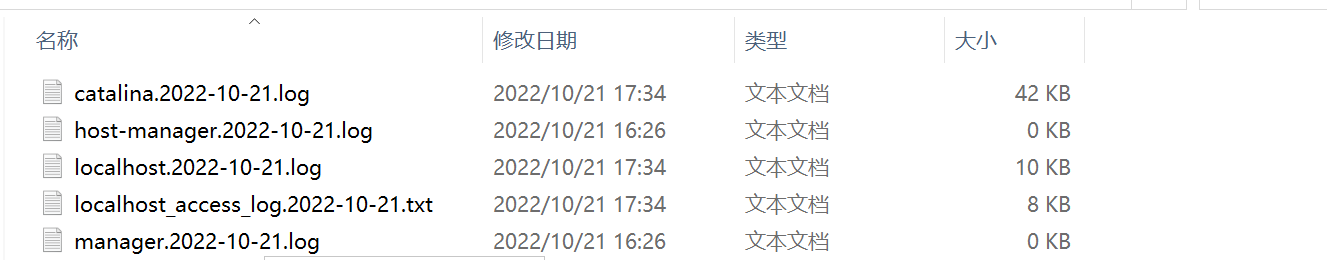 名称 修改日期 类型 大小
catalina.2022-10-21.log 2022/10/21 17:34 文本文档 42 KB
host-manager.2022-10-21.log 2022/10/21 16:26 文本文档 0 KB
localhost.2022-10-21.log 2022/10/21 17:34 文本文档 10 KB
localhost_access_log.2022-10-21.txt 2022/10/21 17:34 文本文档 8 KB
manager.2022-10-21.log 2022/10/21 16:26 文本文档 0 KB